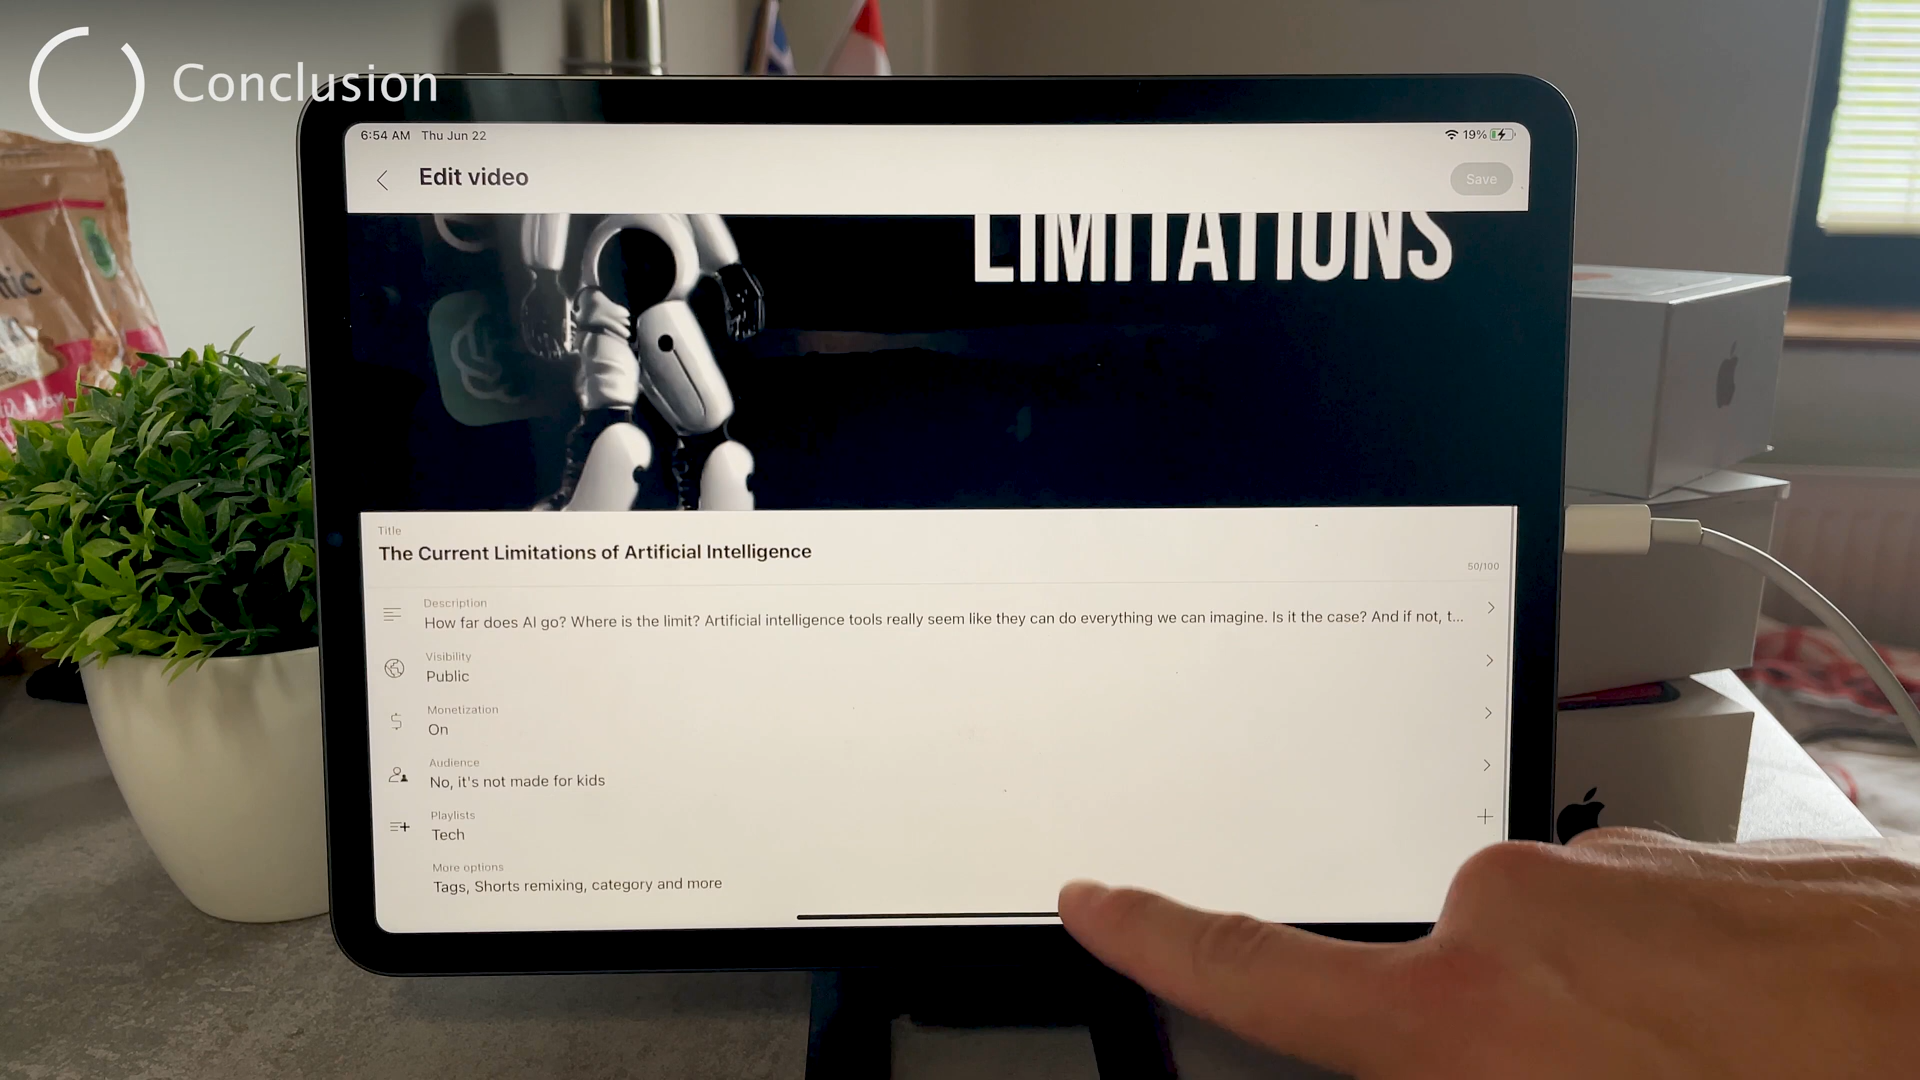 Conclusion
6:54 AM Thu Jun 22
19%
Edit video
Save
LIMITATIONS
Title
The Current Limitations of Artificial Intelligence
50/100
Description
How far does AI go? Where is the limit? Artificial intelligence tools really seem like they can do everything we can imagine. Is it the case? And if not, t...
Visibility
Public
Monetization
On
Audience
No, it's not made for kids
Playlists
Tech
More options
Tags, Shorts remixing, category and more